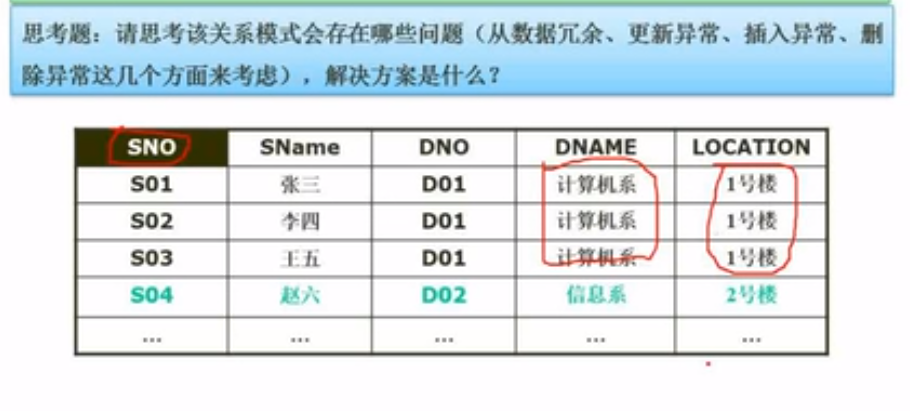 思考题：请思考该关系模式会存在哪些问题（从数据冗余、更新异常、插入异常、删
除异常这几个方面来考虑），解决方案是什么？
SNO SName DNO DNAME LOCATION
S01 张三 D01 计算机系 1号楼
S02 李四 D01 计算机系 1号楼
S03 王五 D01 计算机系 1号楼
S04 赵六 D02 信息系 2号楼
... ... ... ... ...